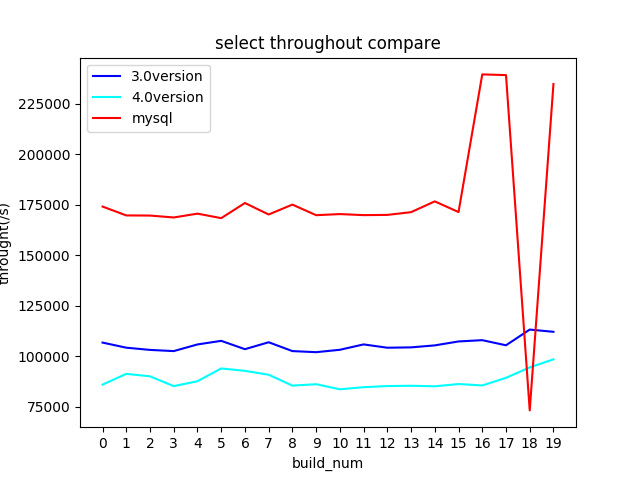 select throughout compare
3.0version
4.0version
mysql
throught(/s)
225000
200000
175000
150000
125000
100000
75000
0 1 2 3 4 5 6 7 8 9 10 11 12 13 14 15 16 17 18 19
build_num